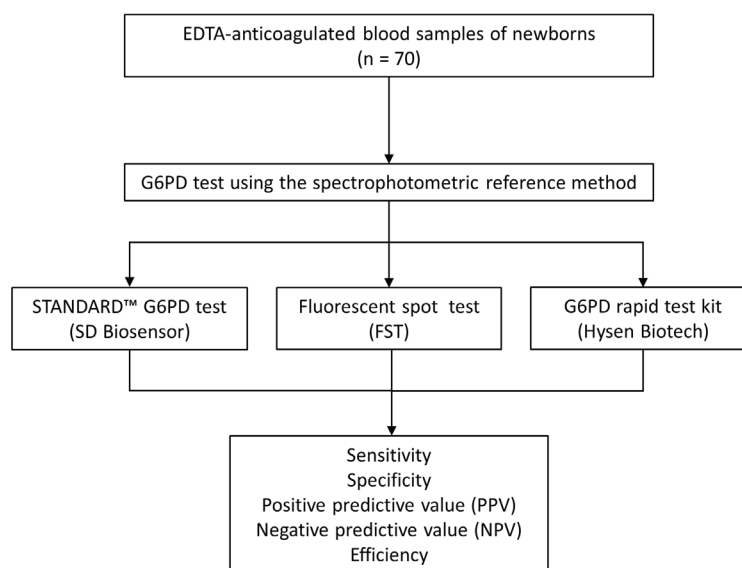 EDTA-anticoagulated blood samples of newborns
(n = 70)
G6PD test using the spectrophotometric reference method
STANDARD™ G6PD test
(SD Biosensor)
Fluorescent spot test
(FST)
G6PD rapid test kit
(Hysen Biotech)
Sensitivity
Specificity
Positive predictive value (PPV)
Negative predictive value (NPV)
Efficiency